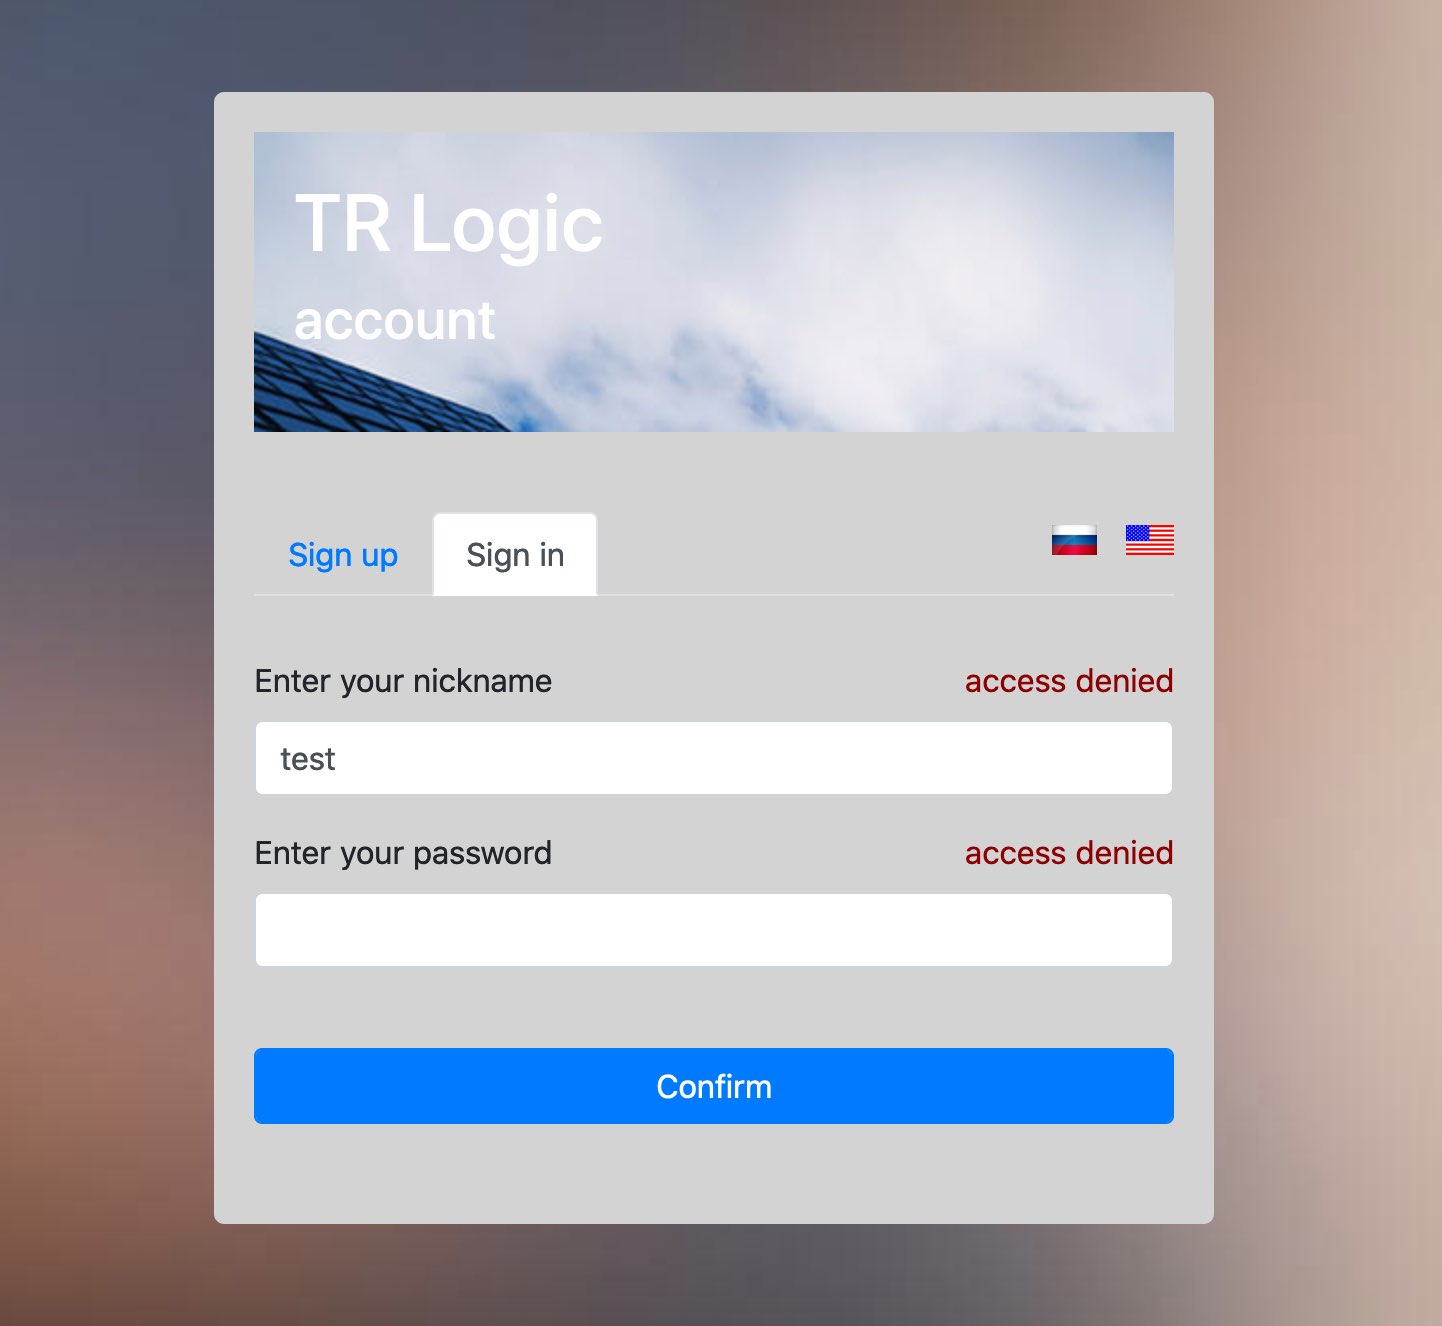 TR Logic
account
Sign up Sign in
Enter your nickname access denied
test
Enter your password access denied
Confirm